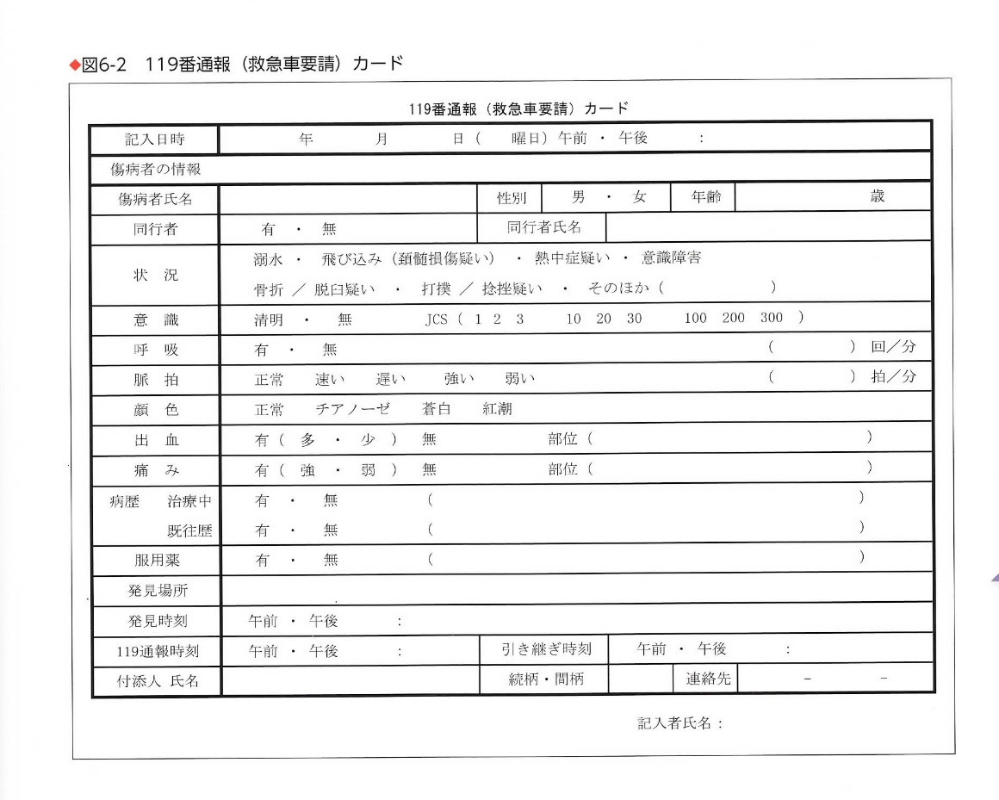 ◆図6-2 119番通報（救急車要請）カード
119番通報（救急車要請）カード
記入日時 年 月 日（ 曜日）午前・午後 ：
傷病者の情報
傷病者氏名 性別 男・女 年齢 歳
同行者 有・無 同行者氏名
状況 溺水・飛び込み（頚髄損傷疑い）・熱中症疑い・意識障害
骨折／脱臼疑い・打撲／捻挫疑い・そのほか（ ）
意識 清明・無 JCS（ 1 2 3 10 20 30 100 200 300 ）
呼吸 有・無 （ ）回／分
脈拍 正常 速い 遅い 強い 弱い （ ）拍／分
顔色 正常 チアノーゼ 蒼白 紅潮
出血 有（多・少） 無 部位（ ）
痛み 有（強・弱） 無 部位（ ）
病歴 治療中 有・無 （ ）
既往歴 有・無 （ ）
服用薬 有・無 （ ）
発見場所
発見時刻 午前・午後 ：
119通報時刻 午前・午後 ： 引き継ぎ時刻 午前・午後 ：
付添人 氏名 続柄・間柄 連絡先 － －
記入者氏名：